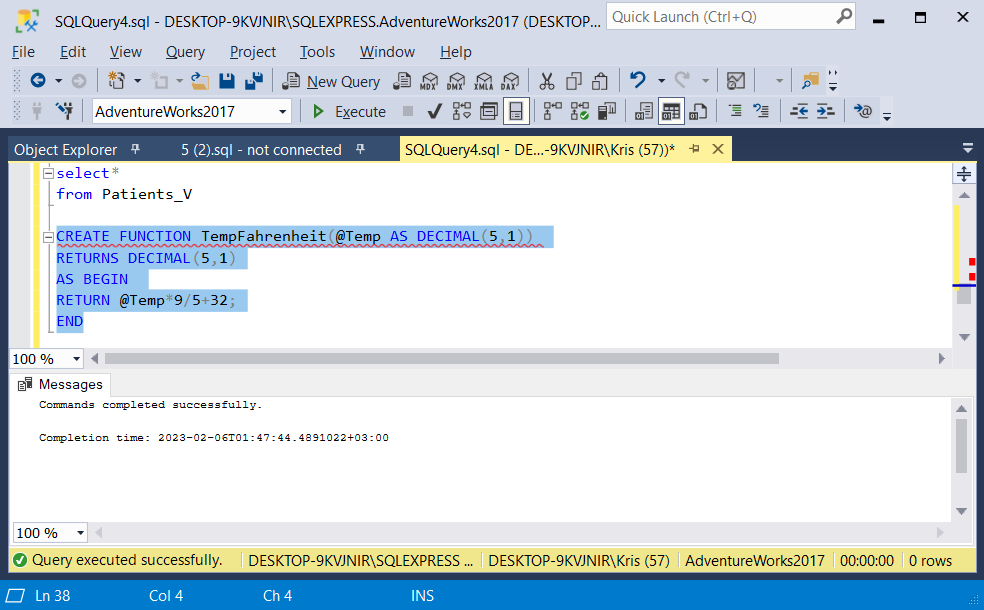 SQLQuery4.sql - DESKTOP-9KVJNIR\SQLEXPRESS.AdventureWorks2017 (DESKTOP...
Quick Launch (Ctrl+Q)
File Edit View Query Project Tools Window Help
New Query MDX DMX XMLA DAX
AdventureWorks2017 Execute
Object Explorer 5 (2).sql - not connected SQLQuery4.sql - DE...-9KVJNIR\Kris (57))*
select*
from Patients_V
CREATE FUNCTION TempFahrenheit(@Temp AS DECIMAL(5,1))
RETURNS DECIMAL(5,1)
AS BEGIN
RETURN @Temp*9/5+32;
END
100 %
Messages
Commands completed successfully.
Completion time: 2023-02-06T01:47:44.4891022+03:00
100 %
Query executed successfully. DESKTOP-9KVJNIR\SQLEXPRESS ... DESKTOP-9KVJNIR\Kris (57) AdventureWorks2017 00:00:00 0 rows
Ln 38 Col 4 Ch 4 INS